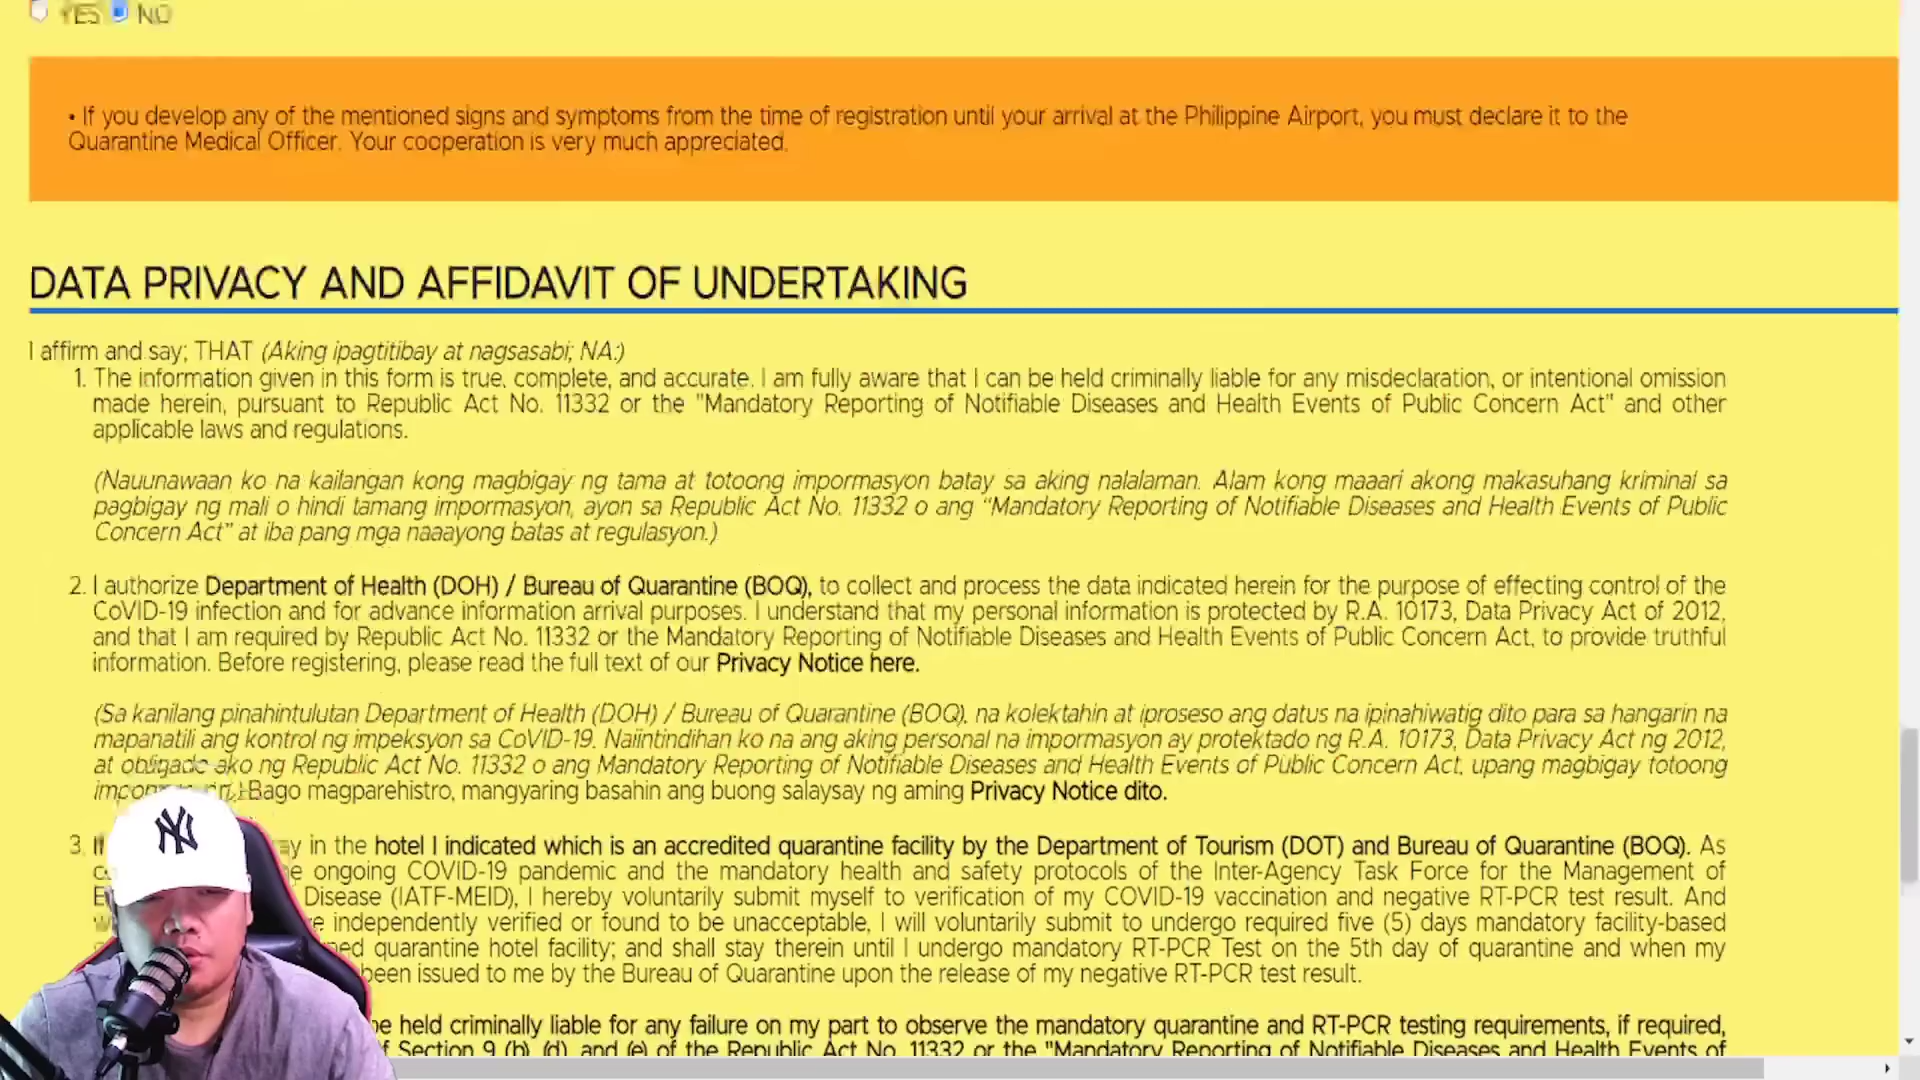 YES NO
• If you develop any of the mentioned signs and symptoms from the time of registration until your arrival at the Philippine Airport, you must declare it to the
Quarantine Medical Officer. Your cooperation is very much appreciated.
DATA PRIVACY AND AFFIDAVIT OF UNDERTAKING
I affirm and say; THAT (Aking ipagtitibay at nagsasabi; NA:)
1. The information given in this form is true, complete, and accurate. I am fully aware that I can be held criminally liable for any misdeclaration, or intentional omission
made herein, pursuant to Republic Act No. 11332 or the "Mandatory Reporting of Notifiable Diseases and Health Events of Public Concern Act" and other
applicable laws and regulations.
(Nauunawaan ko na kailangan kong magbigay ng tama at totoong impormasyon batay sa aking nalalaman. Alam kong maaari akong makasuhang kriminal sa
pagbigay ng mali o hindi tamang impormasyon, ayon sa Republic Act No. 11332 o ang “Mandatory Reporting of Notifiable Diseases and Health Events of Public
Concern Act” at iba pang mga naaayong batas at regulasyon.)
2. I authorize Department of Health (DOH) / Bureau of Quarantine (BOQ), to collect and process the data indicated herein for the purpose of effecting control of the
CoVID-19 infection and for advance information arrival purposes. I understand that my personal information is protected by R.A. 10173, Data Privacy Act of 2012,
and that I am required by Republic Act No. 11332 or the Mandatory Reporting of Notifiable Diseases and Health Events of Public Concern Act, to provide truthful
information. Before registering, please read the full text of our Privacy Notice here.
(Sa kanilang pinahintulutan Department of Health (DOH) / Bureau of Quarantine (BOQ), na kolektahin at iproseso ang datus na ipinahiwatig dito para sa hangarin na
mapanatili ang kontrol ng impeksyon sa CoVID-19. Naiintindihan ko na ang aking personal na impormasyon ay protektado ng R.A. 10173, Data Privacy Act ng 2012,
at obligade ako ng Republic Act No. 11332 o ang Mandatory Reporting of Notifiable Diseases and Health Events of Public Concern Act, upang magbigay totoong
Bago magparehistro, mangyaring basahin ang buong salaysay ng aming Privacy Notice dito.
3. in the hotel I indicated which is an accredited quarantine facility by the Department of Tourism (DOT) and Bureau of Quarantine (BOQ). As
ongoing COVID-19 pandemic and the mandatory health and safety protocols of the Inter-Agency Task Force for the Management of
Disease (IATF-MEID), I hereby voluntarily submit myself to verification of my COVID-19 vaccination and negative RT-PCR test result. And
independently verified or found to be unacceptable, I will voluntarily submit to undergo required five (5) days mandatory facility-based
quarantine hotel facility; and shall stay therein until I undergo mandatory RT-PCR Test on the 5th day of quarantine and when my
been issued to me by the Bureau of Quarantine upon the release of my negative RT-PCR test result.
be held criminally liable for any failure on my part to observe the mandatory quarantine and RT-PCR testing requirements, if required,
Section 9 (b), (d), and (e) of the Republic Act No. 11332 or the "Mandatory Reporting of Notifiable Diseases and Health Events of
NY